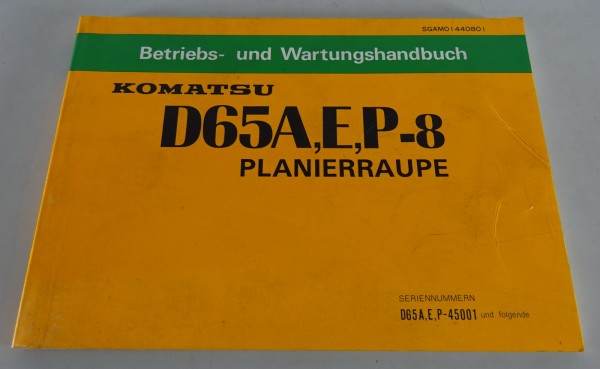 SGAM01440801
Betriebs- und Wartungshandbuch
KOMATSU
D65A,E,P-8
PLANIERRAUPE
SERIENNUMMERN
D65A,E,P-45001 und folgende